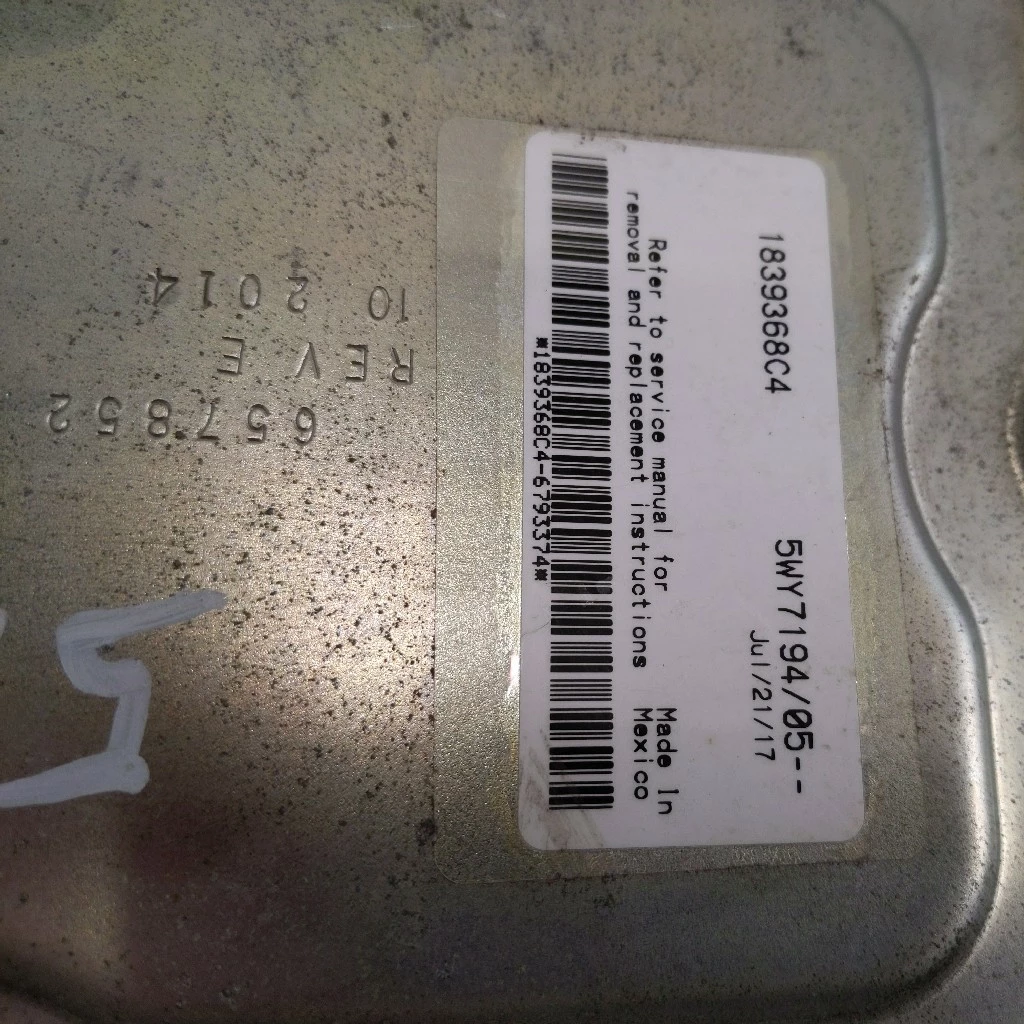 1839368C4 5WY7194/05--
Jul/21/17
Refer to service manual for
removal and replacement instructions
Made In
Mexico
*1839368C4-6793374*
657852
REV E
10 2014
5